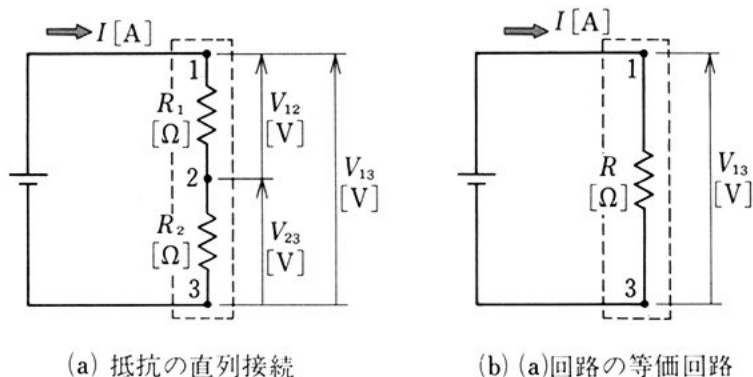 I [A]
1
R₁
[Ω]
V₁₂
[V]
2
V₁₃
[V]
R₂
[Ω]
V₂₃
[V]
3
(a) 抵抗の直列接続
I [A]
1
R
[Ω]
V₁₃
[V]
3
(b) (a)回路の等価回路